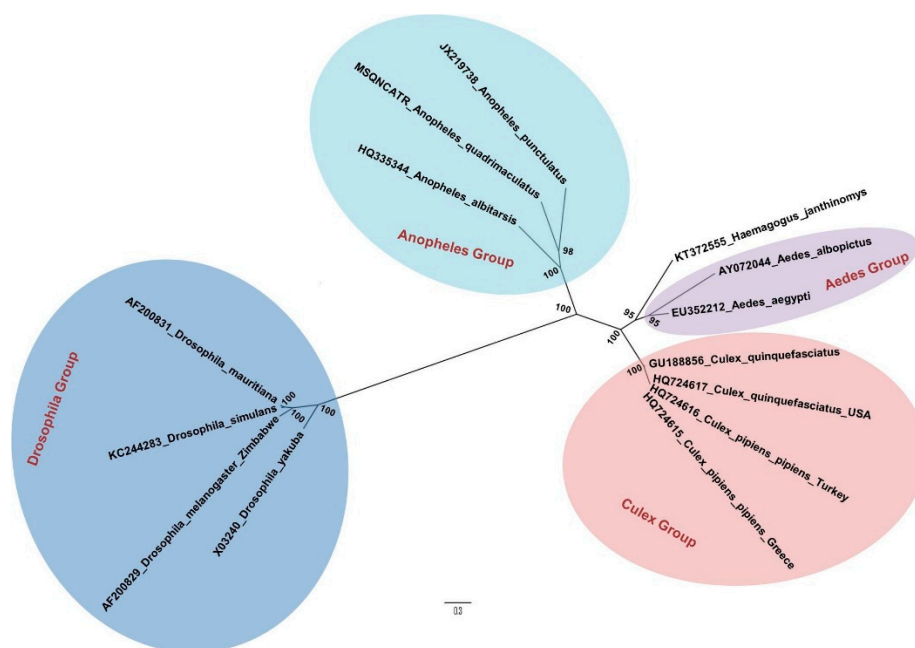 JX219738_Anopheles_punctulatus
MSQNCATR_Anopheles_quadrimaculatus
HQ335344_Anopheles_albitarsis
Anopheles Group
98
100
100
KT372555_Haemagogus_janthinomys
AY072044_Aedes_albopictus
Aedes Group
EU352212_Aedes_aegypti
95
95
100
GU188856_Culex_quinquefasciatus
100
HQ724617_Culex_quinquefasciatus_USA
HQ724616_Culex_pipiens_pipiens_Turkey
HQ724615_Culex_pipiens_pipiens_Greece
Culex Group
Drosophila Group
AF200831_Drosophila_mauritiana
KC244283_Drosophila_simulans
AF200829_Drosophila_melanogaster_Zimbabwe
X03240_Drosophila_yakuba
100
100
100
0.3